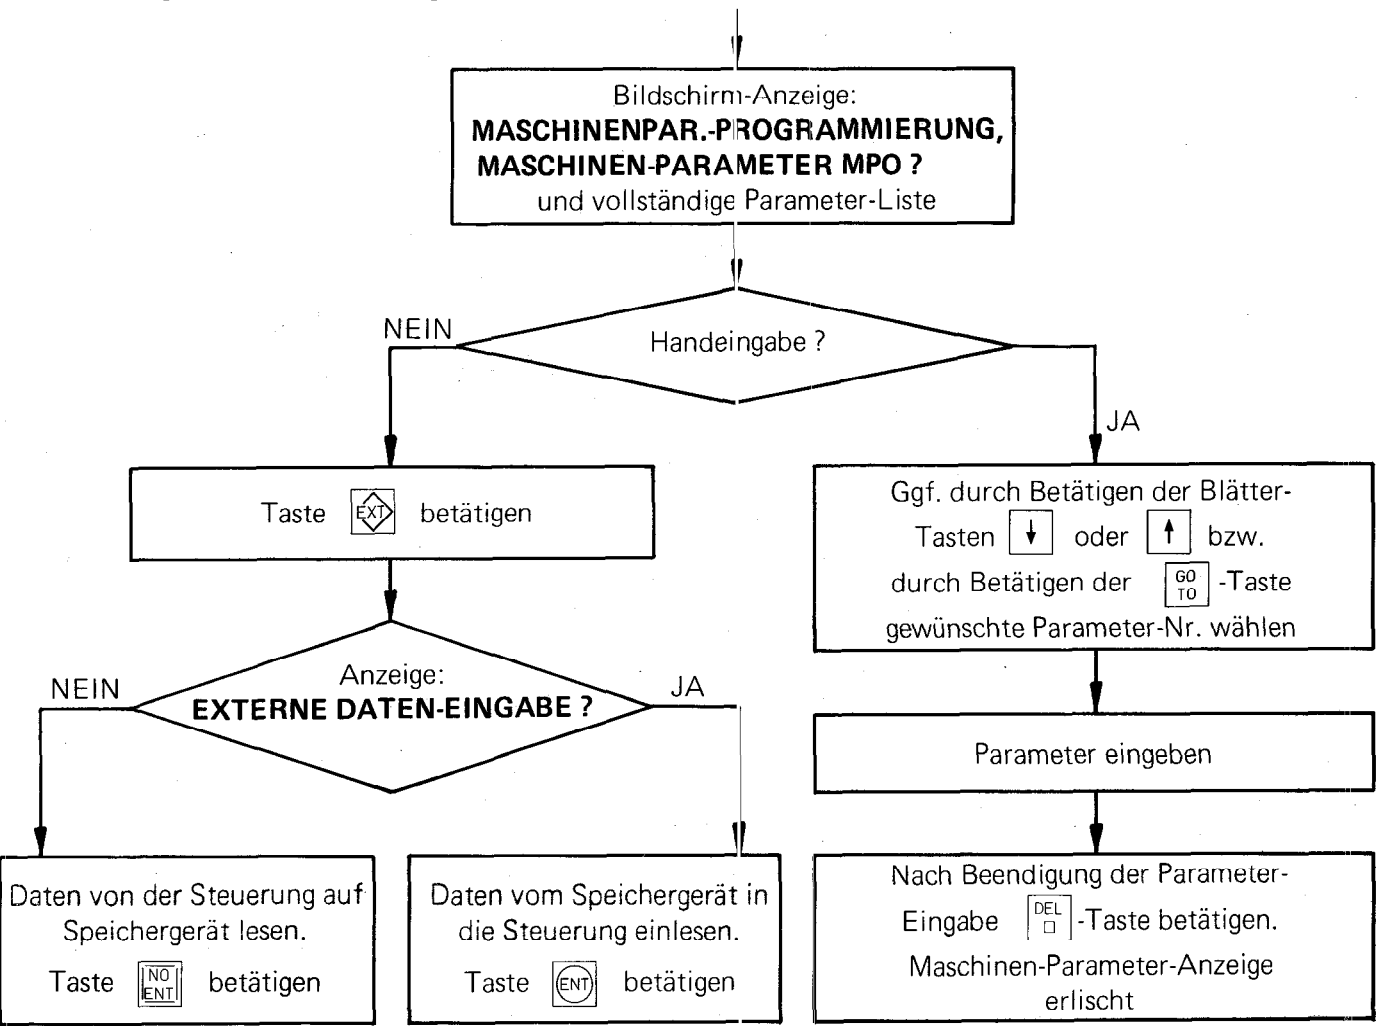 Bildschirm-Anzeige:
MASCHINENPAR.-PROGRAMMIERUNG,
MASCHINEN-PARAMETER MPO ?
und vollständige Parameter-Liste
Handeingabe ?
NEIN
JA
Taste EXT betätigen
Anzeige:
EXTERNE DATEN-EINGABE ?
NEIN
JA
Daten von der Steuerung auf
Speichergerät lesen.
Taste NO ENT betätigen
Daten vom Speichergerät in
die Steuerung einlesen.
Taste ENT betätigen
Ggf. durch Betätigen der Blätter-
Tasten ↓ oder ↑ bzw.
durch Betätigen der GO TO -Taste
gewünschte Parameter-Nr. wählen
Parameter eingeben
Nach Beendigung der Parameter-
Eingabe DEL □ -Taste betätigen.
Maschinen-Parameter-Anzeige
erlischt